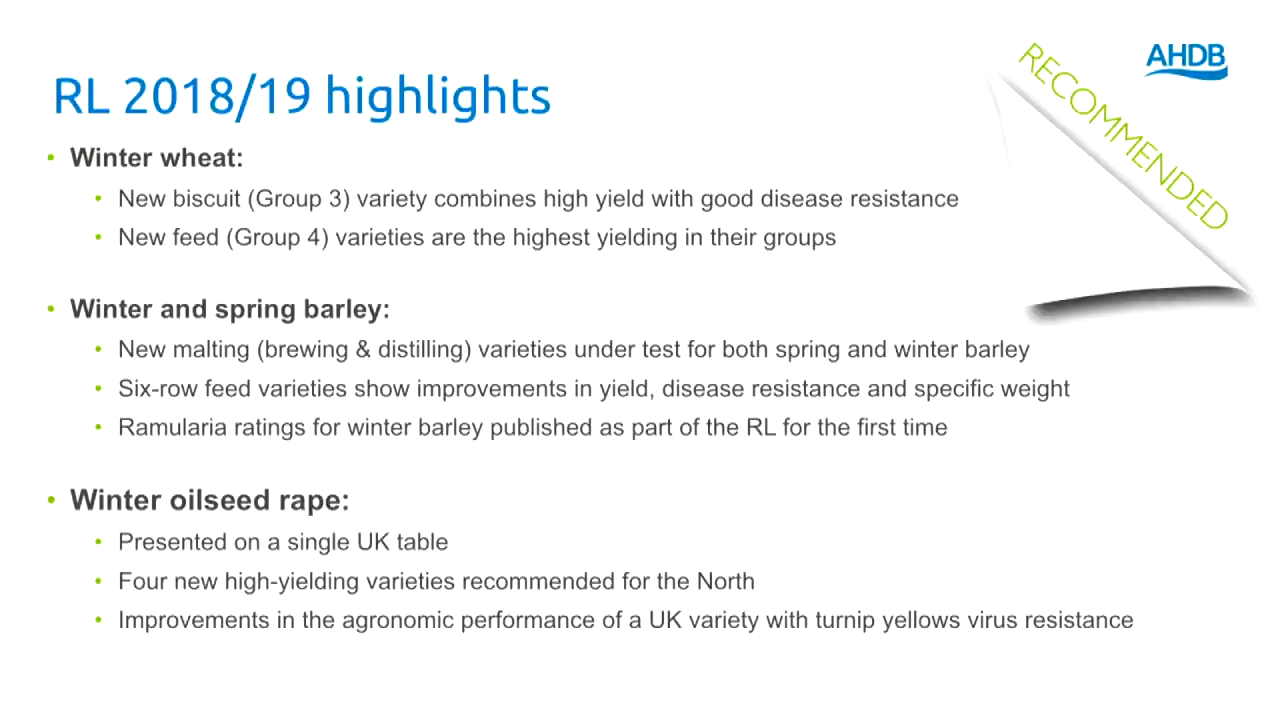 RECOMMENDED
AHDB
RL 2018/19 highlights
• Winter wheat:
• New biscuit (Group 3) variety combines high yield with good disease resistance
• New feed (Group 4) varieties are the highest yielding in their groups
• Winter and spring barley:
• New malting (brewing & distilling) varieties under test for both spring and winter barley
• Six-row feed varieties show improvements in yield, disease resistance and specific weight
• Ramularia ratings for winter barley published as part of the RL for the first time
• Winter oilseed rape:
• Presented on a single UK table
• Four new high-yielding varieties recommended for the North
• Improvements in the agronomic performance of a UK variety with turnip yellows virus resistance